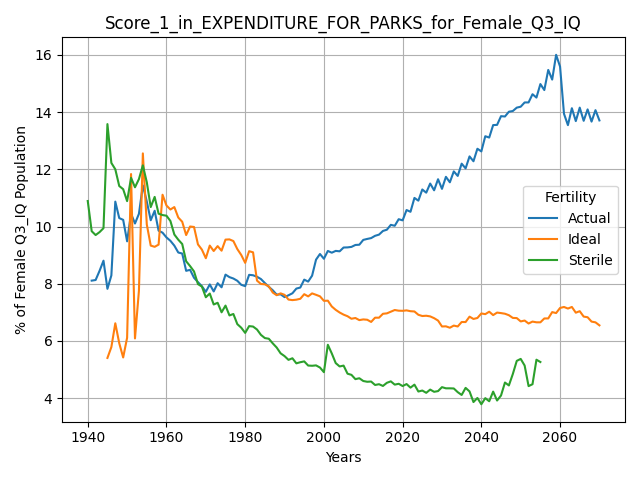 Score_1_in_EXPENDITURE_FOR_PARKS_for_Female_Q3_IQ
% of Female Q3_IQ Population
16
14
12
10
8
6
4
Fertility
Actual
Ideal
Sterile
1940 1960 1980 2000 2020 2040 2060
Years